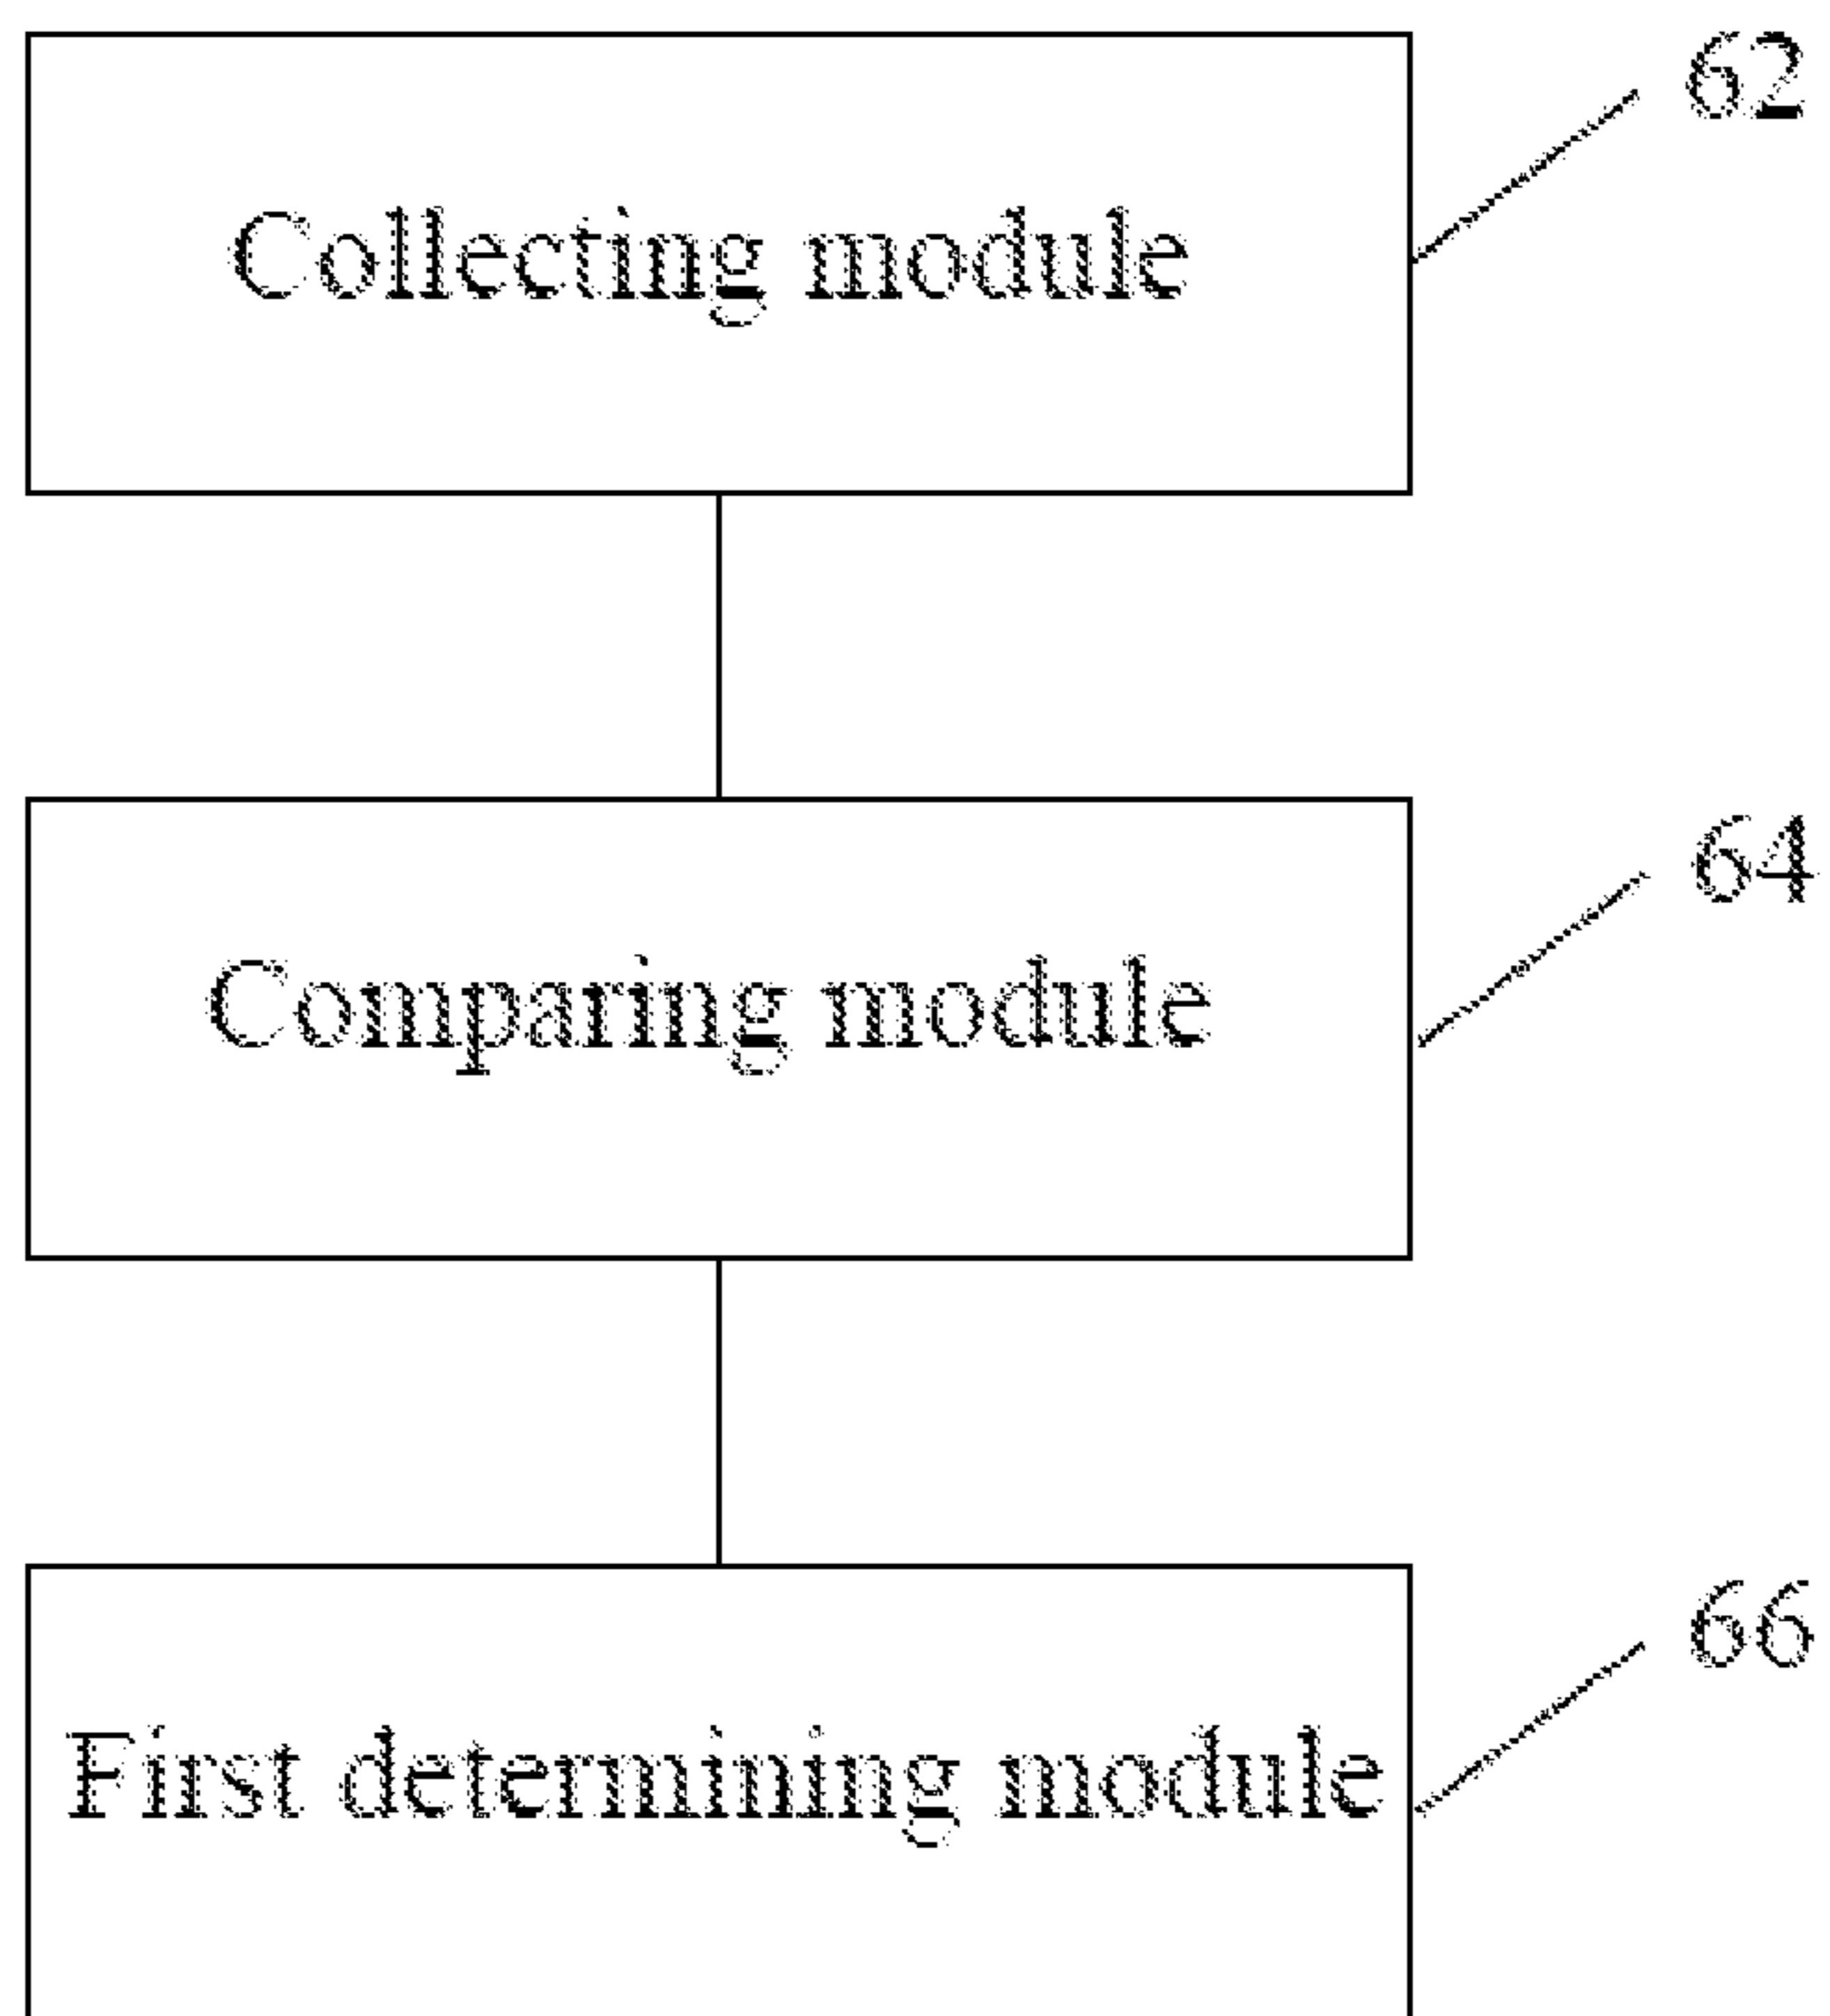 62
Collecting module
64
Comparing module
66
First determining module